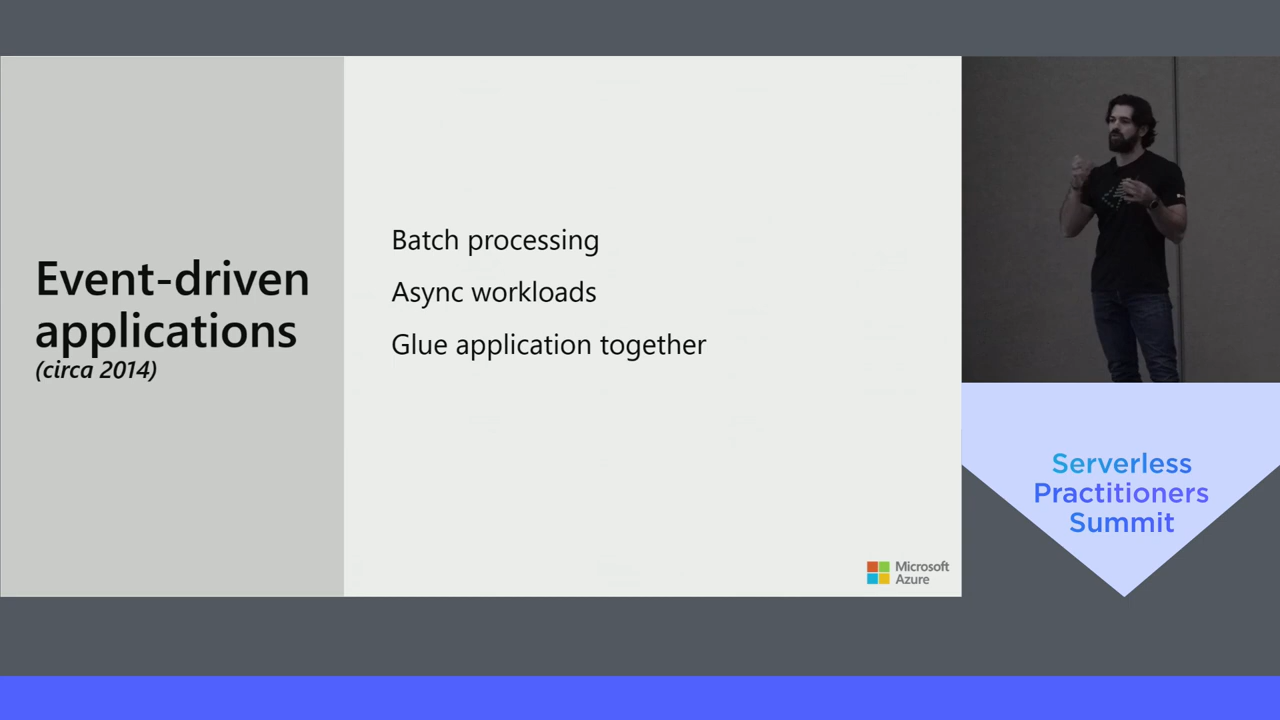 Event-driven
applications
(circa 2014)
Batch processing
Async workloads
Glue application together
Microsoft
Azure
Serverless
Practitioners
Summit